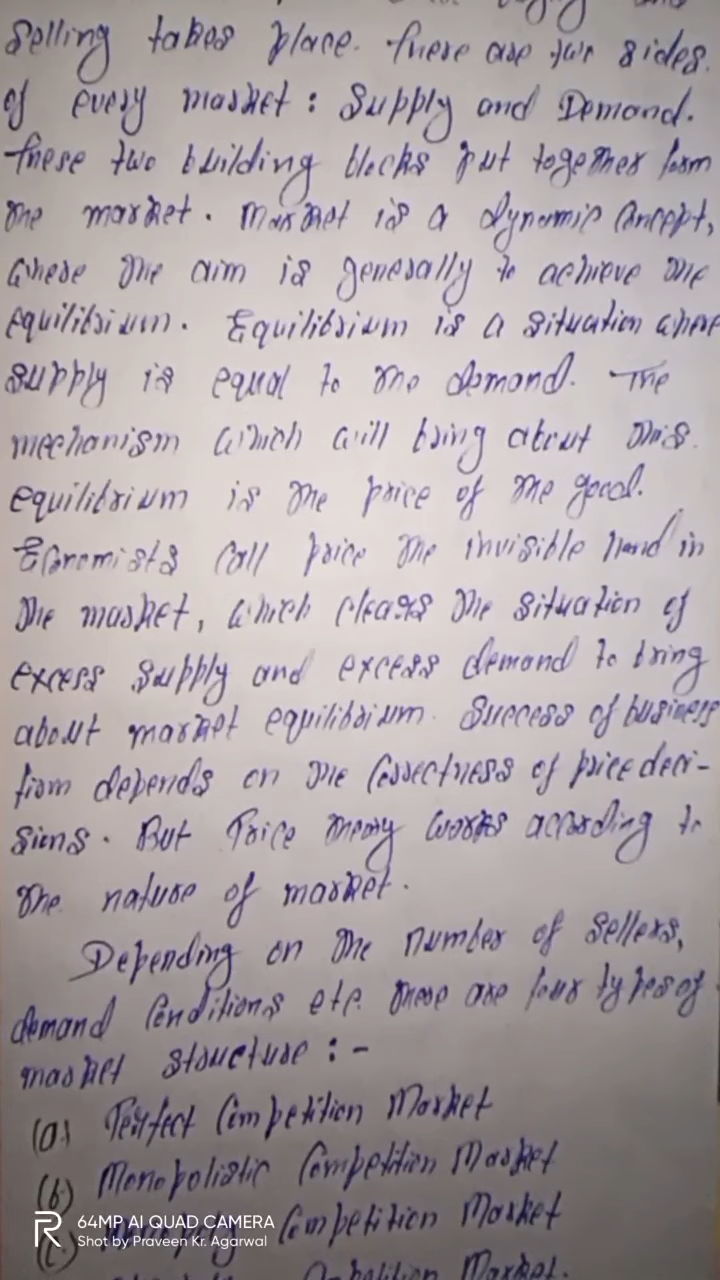 selling takes place. There are two sides
of every market : Supply and Demand.
These two building blocks put together form
the market. Market is a dynamic concept,
where the aim is generally to achieve the
equilibrium. Equilibrium is a situation where
supply is equal to the demand. The
mechanism which will bring about this
equilibrium is the price of the good.
Economists call price the invisible hand in
the market, which clears the situation of
excess supply and excess demand to bring
about market equilibrium. Success of business
firm depends on the correctness of price deci-
sions. But Price theory works according to
the nature of market.
Depending on the number of sellers,
demand conditions etc. there are four types of
market structure :-
(a) Perfect Competition Market
(b) Monopolistic Competition Market
(c) Competition Market
Competition Market.
64MP AI QUAD CAMERA
Shot by Praveen Kr. Agarwal